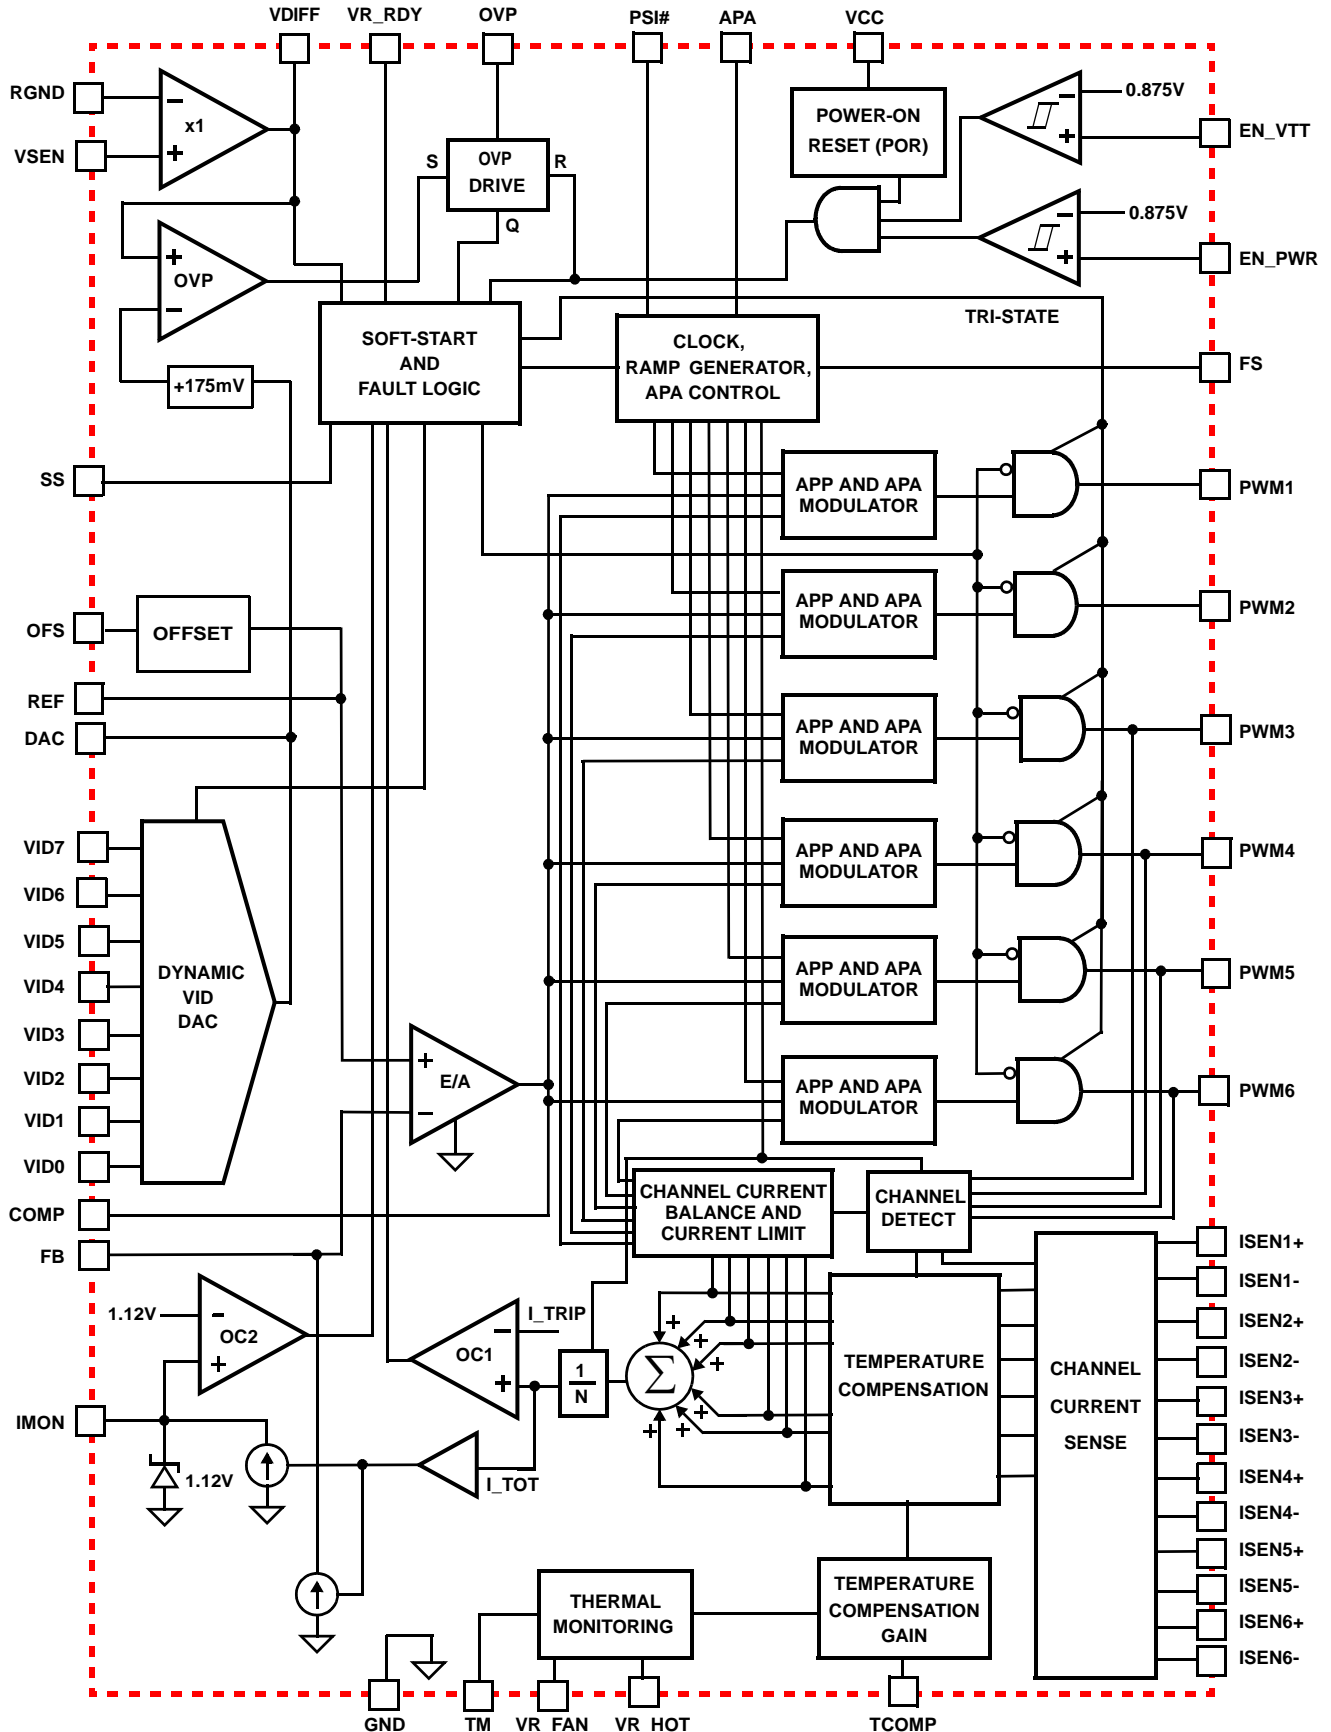 VDIFF
VR_RDY
OVP
PSI#
APA
VCC
RGND
VSEN
−
x1
+
POWER-ON
RESET (POR)
−
0.875V
+
EN_VTT
S
OVP
DRIVE
R
Q
−
0.875V
+
EN_PWR
+
OVP
−
+175mV
SOFT-START
AND
FAULT LOGIC
CLOCK,
RAMP GENERATOR,
APA CONTROL
TRI-STATE
FS
SS
APP AND APA
MODULATOR
PWM1
OFS
OFFSET
APP AND APA
MODULATOR
PWM2
REF
DAC
APP AND APA
MODULATOR
PWM3
VID7
VID6
VID5
VID4
VID3
VID2
VID1
VID0
DYNAMIC
VID
DAC
APP AND APA
MODULATOR
PWM4
APP AND APA
MODULATOR
PWM5
+
E/A
−
APP AND APA
MODULATOR
PWM6
COMP
FB
CHANNEL CURRENT
BALANCE AND
CURRENT LIMIT
CHANNEL
DETECT
1.12V
−
OC2
+
I_TRIP
−
OC1
+
1
N
Σ
+
+
+
+
+
+
TEMPERATURE
COMPENSATION
CHANNEL
CURRENT
SENSE
ISEN1+
ISEN1-
ISEN2+
ISEN2-
ISEN3+
ISEN3-
ISEN4+
ISEN4-
ISEN5+
ISEN5-
ISEN6+
ISEN6-
IMON
1.12V
I_TOT
THERMAL
MONITORING
TEMPERATURE
COMPENSATION
GAIN
GND
TM
VR_FAN
VR_HOT
TCOMP